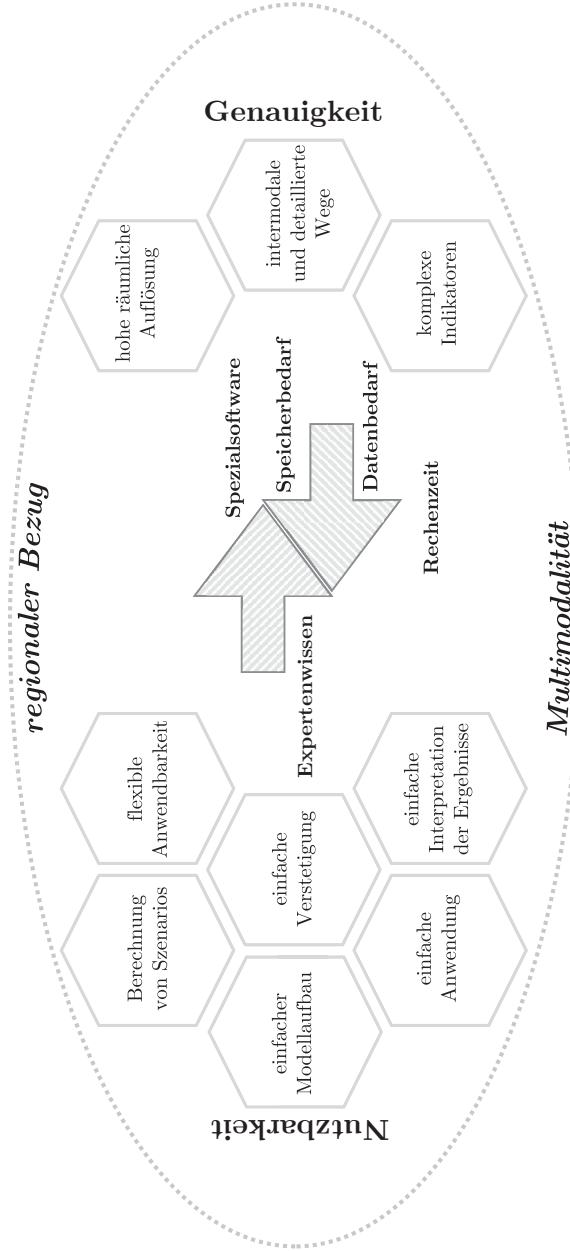 regionaler Bezug
Nutzbarkeit
Berechnung
von Szenarios
flexible
Anwendbarkeit
einfacher
Modellaufbau
einfache
Verstetigung
einfache
Anwendung
einfache
Interpretation
der Ergebnisse
Expertenwissen
Spezialsoftware
Speicherbedarf
Datenbedarf
Rechenzeit
hohe räumliche
Auflösung
intermodale
und detaillierte
Wege
komplexe
Indikatoren
Genauigkeit
Multimodalität